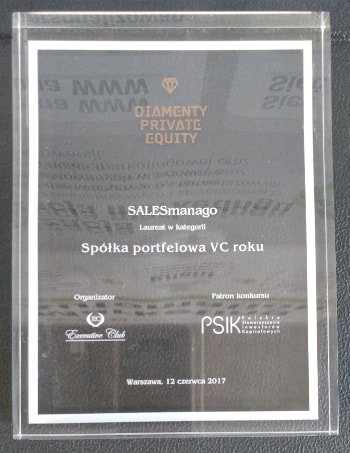 DIAMENTY
PRIVATE
EQUITY
SALESmanago
Laureat w kategorii
Spółka portfelowa VC roku
Organizator
Patron konkursu
EC
Executive Club
PSIK
Polskie
Stowarzyszenie
Inwestorów
Kapitałowych
Warszawa, 12 czerwca 2017